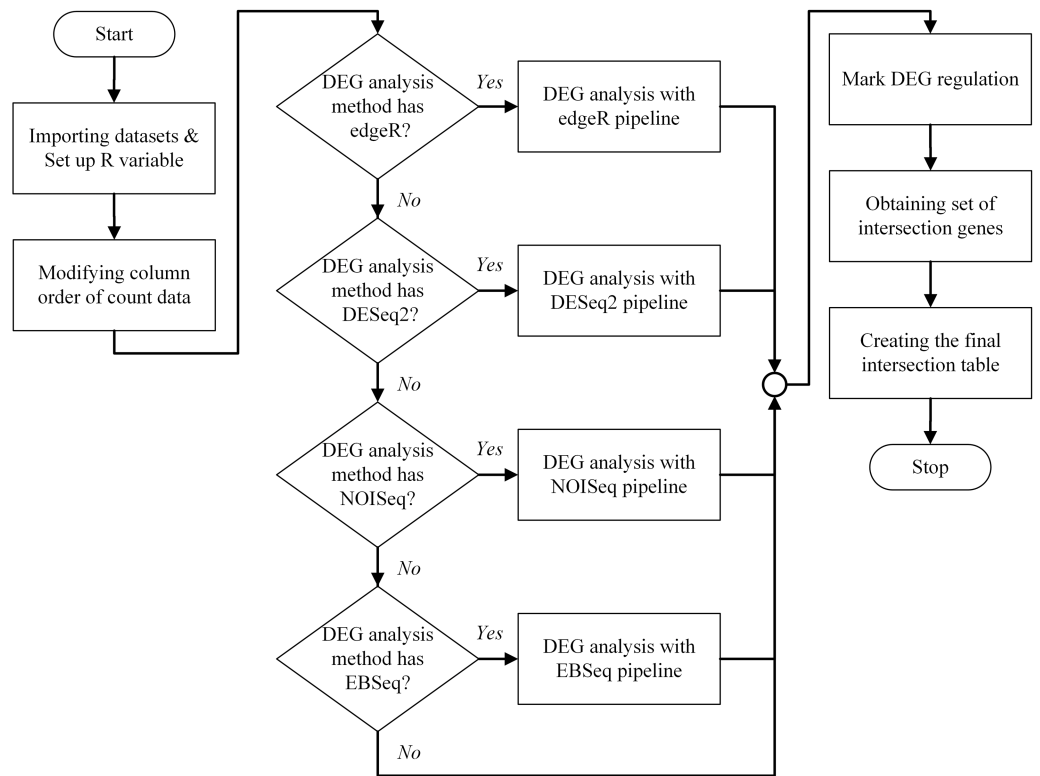 Start
Importing datasets &
Set up R variable
Modifying column
order of count data
DEG analysis
method has
edgeR?
Yes
DEG analysis with
edgeR pipeline
No
DEG analysis
method has
DESeq2?
Yes
DEG analysis with
DESeq2 pipeline
No
DEG analysis
method has
NOISeq?
Yes
DEG analysis with
NOISeq pipeline
No
DEG analysis
method has
EBSeq?
Yes
DEG analysis with
EBSeq pipeline
No
Mark DEG regulation
Obtaining set of
intersection genes
Creating the final
intersection table
Stop